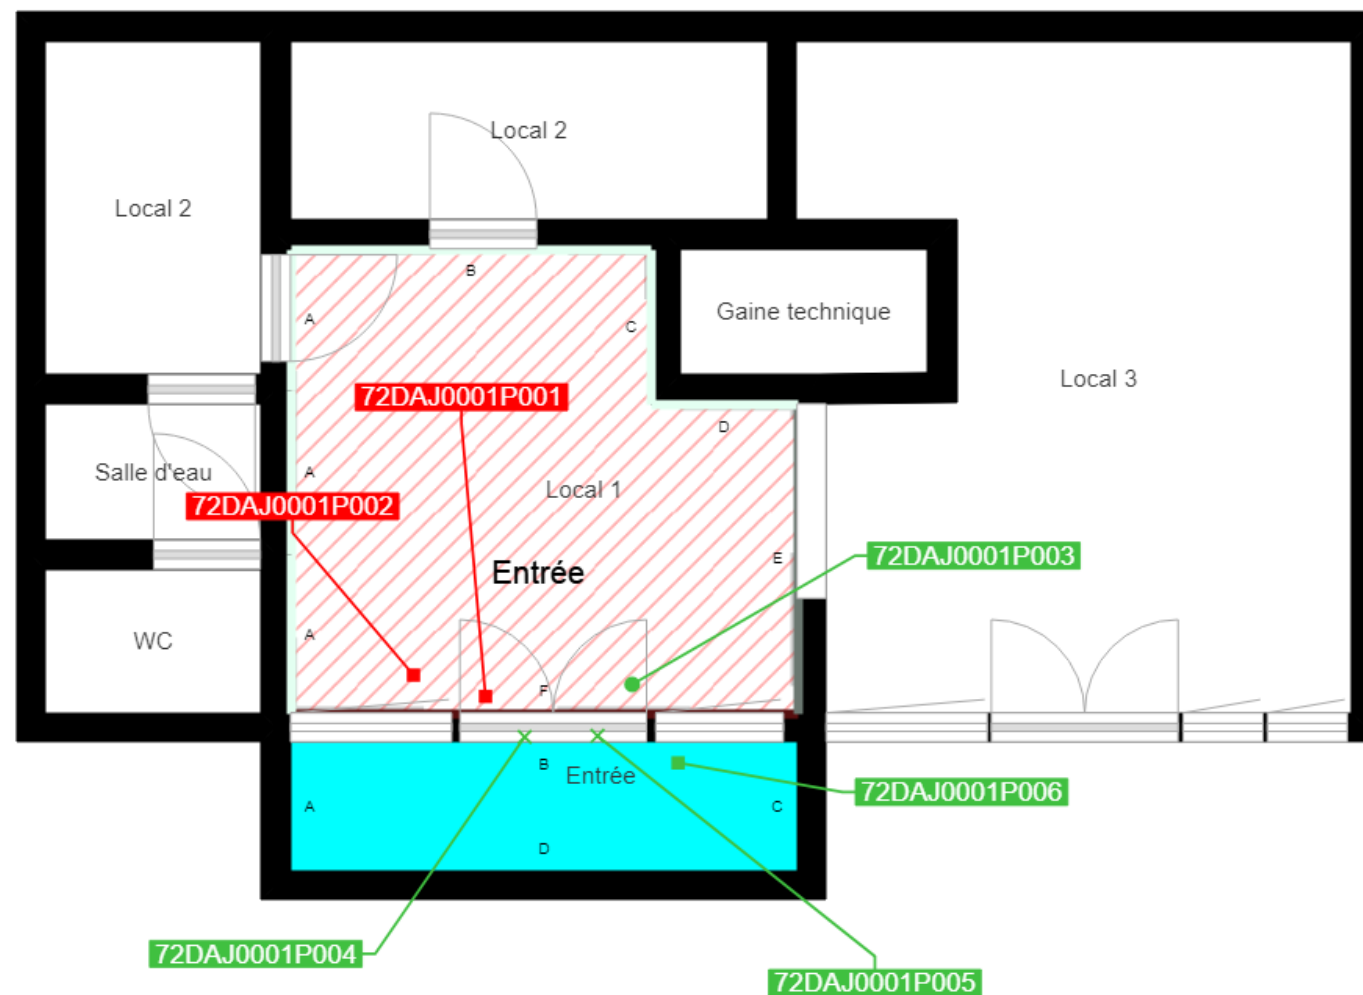 Local 2
Local 2
B
Gaine technique
A
C
Local 3
72DAJ0001P001
D
Salle d'eau
A
Local 1
72DAJ0001P002
72DAJ0001P003
E
Entrée
A
WC
F
B
Entrée
72DAJ0001P006
A
C
D
72DAJ0001P004
72DAJ0001P005